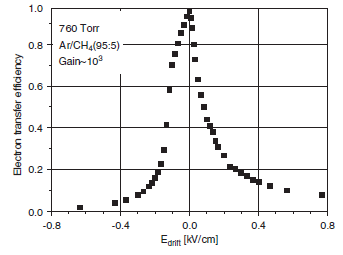 1.0
760 Torr
Ar/CH₄(95:5)
Gain~10³
0.8
0.6
0.4
0.2
0.0
Electron transfer efficiency
-0.8 -0.4 0.0 0.4 0.8
E_drift [kV/cm]